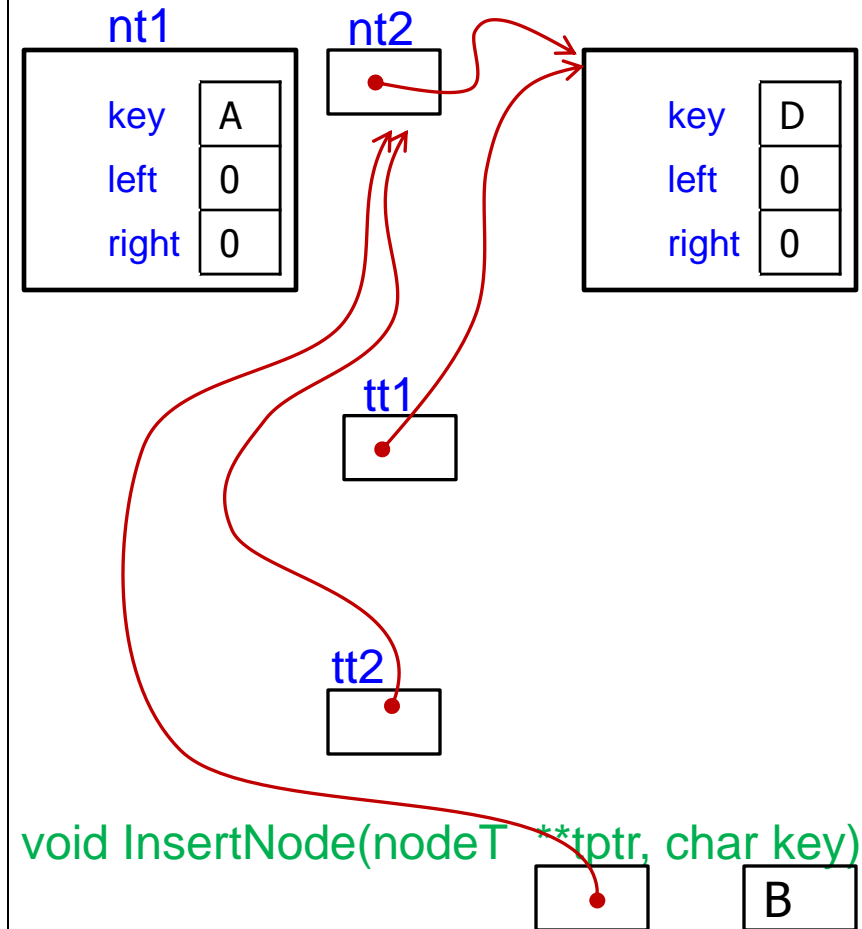 nt1
nt2
key A
left 0
right 0
key D
left 0
right 0
tt1
tt2
void InsertNode(nodeT **tptr, char key)
B